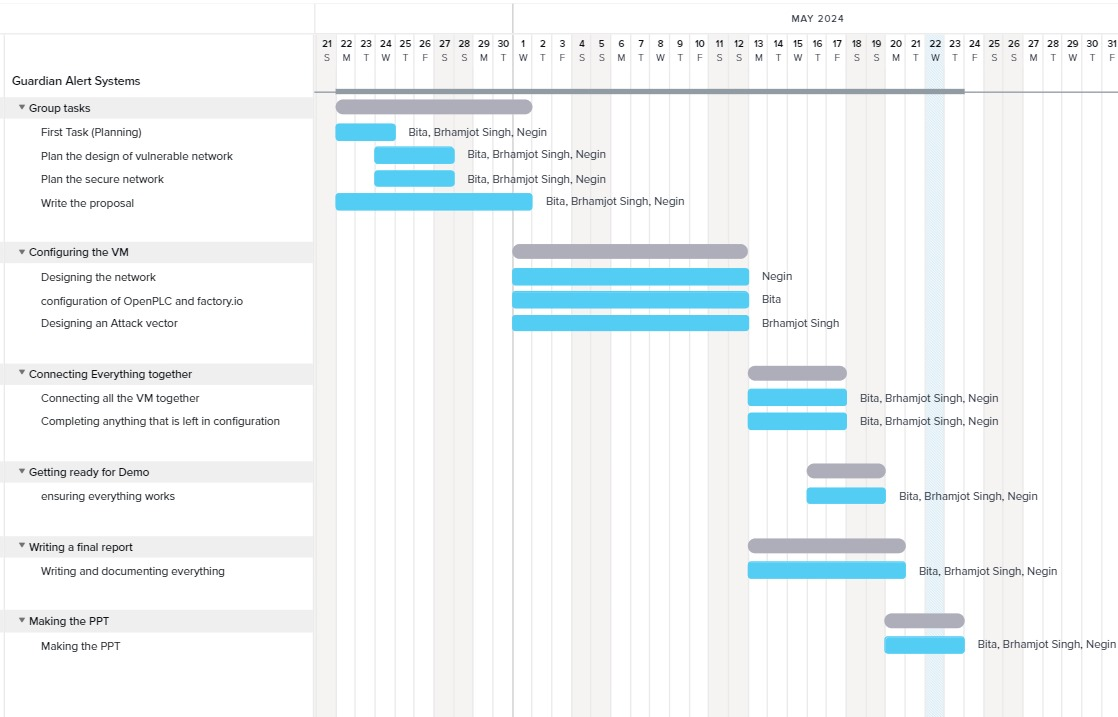 MAY 2024
21 22 23 24 25 26 27 28 29 30 1 2 3 4 5 6 7 8 9 10 11 12 13 14 15 16 17 18 19 20 21 22 23 24 25 26 27 28 29 30 31
S M T W T F S S M T W T F S S M T W T F S S M T W T F S S M T W T F S S M T W T F
Guardian Alert Systems
Group tasks
First Task (Planning) Bita, Brhamjot Singh, Negin
Plan the design of vulnerable network Bita, Brhamjot Singh, Negin
Plan the secure network Bita, Brhamjot Singh, Negin
Write the proposal Bita, Brhamjot Singh, Negin
Configuring the VM
Designing the network Negin
configuration of OpenPLC and factory.io Bita
Designing an Attack vector Brhamjot Singh
Connecting Everything together
Connecting all the VM together Bita, Brhamjot Singh, Negin
Completing anything that is left in configuration Bita, Brhamjot Singh, Negin
Getting ready for Demo
ensuring everything works Bita, Brhamjot Singh, Negin
Writing a final report
Writing and documenting everything Bita, Brhamjot Singh, Negin
Making the PPT
Making the PPT Bita, Brhamjot Singh, Negin